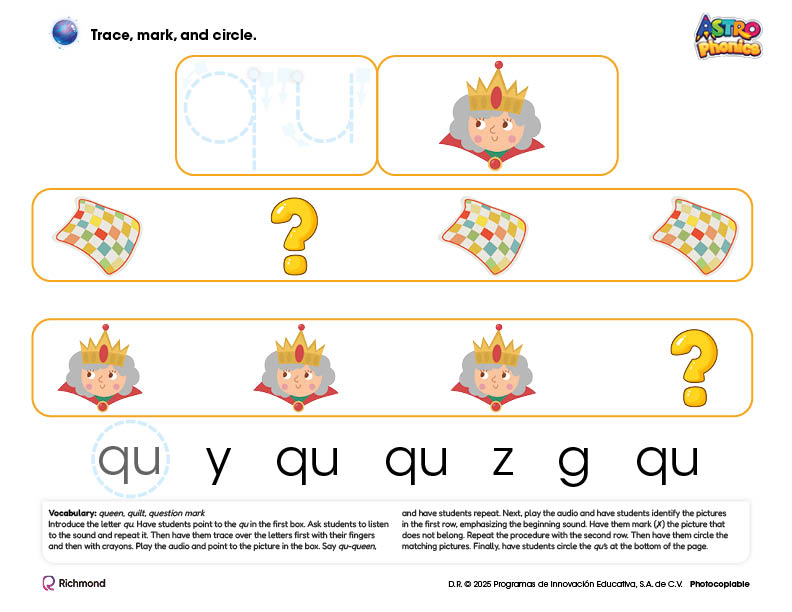 Trace, mark, and circle.
ASTRO
Phonics
qu
? 
?
qu y qu qu z g qu
Vocabulary: queen, quilt, question mark
Introduce the letter qu. Have students point to the qu in the first box. Ask students to listen
to the sound and repeat it. Then have them trace over the letters first with their fingers
and then with crayons. Play the audio and point to the picture in the box. Say qu-queen,
and have students repeat. Next, play the audio and have students identify the pictures
in the first row, emphasizing the beginning sound. Have them mark (✗) the picture that
does not belong. Repeat the procedure with the second row. Then have them circle the
matching pictures. Finally, have students circle the qu's at the bottom of the page.
Richmond
D.R. © 2025 Programas de Innovación Educativa, S.A. de C.V. Photocopiable